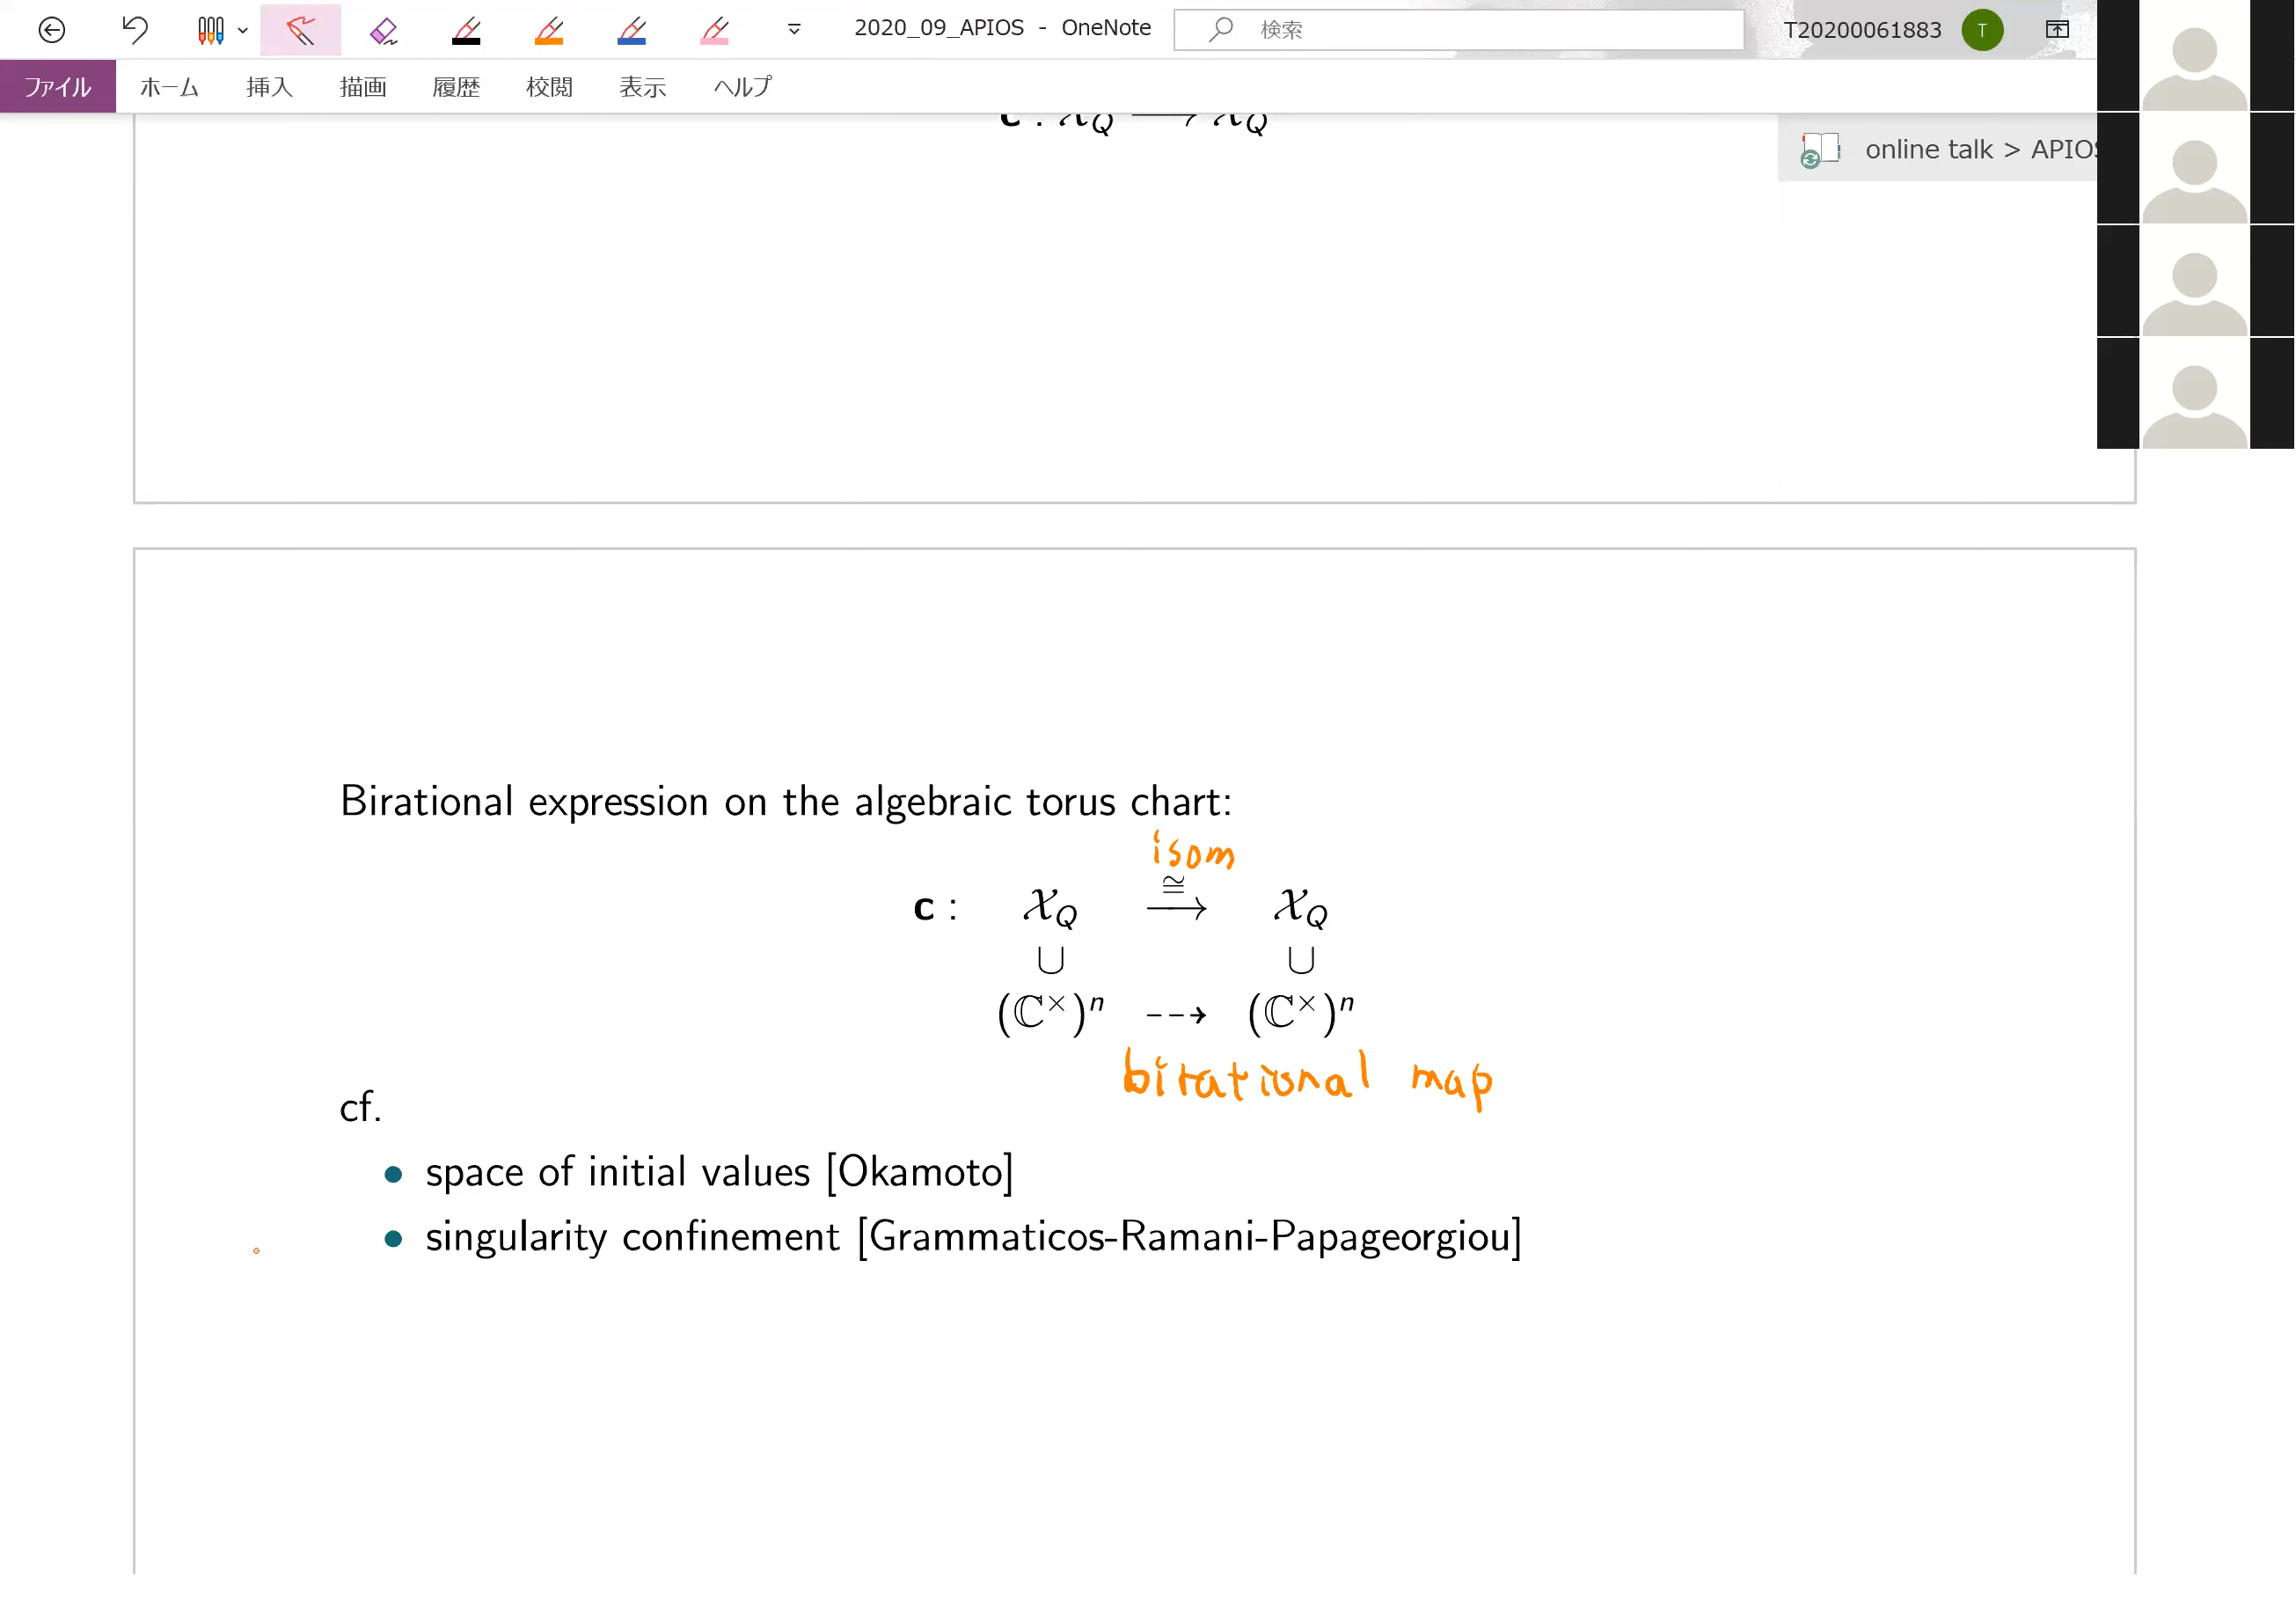 2020_09_APIOS - OneNote
検索
T20200061883
T
ファイル ホーム 挿入 描画 履歴 校閲 表示 ヘルプ
c : 𝒳_Q ⟶ 𝒳_Q
online talk > APIOS
Birational expression on the algebraic torus chart:
isom
c : 𝒳_Q ≅⟶ 𝒳_Q
∪ ∪
(ℂ^×)^n ⇢ (ℂ^×)^n
birational map
cf.
• space of initial values [Okamoto]
• singularity confinement [Grammaticos-Ramani-Papageorgiou]